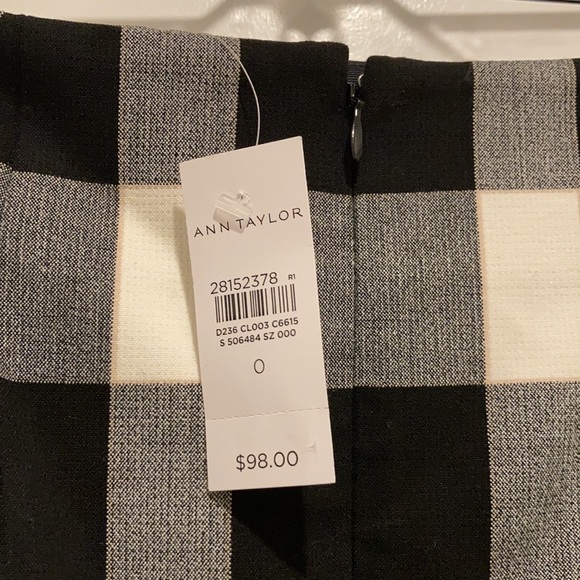 ANN TAYLOR
28152378 R1
D236 CL003 C6615
S 506484 SZ 000
0
$98.00